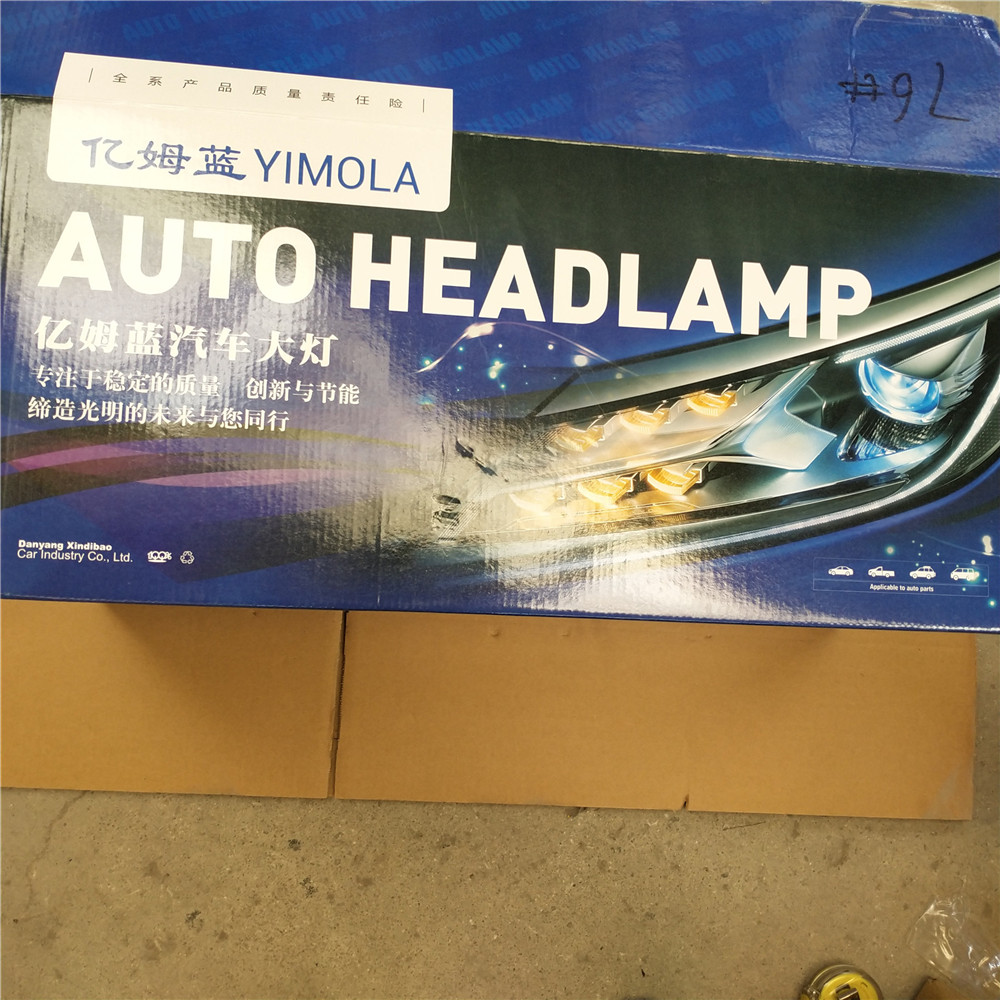 AUTO HEADLAMP
#9L
全系产品质量责任险
亿姆蓝 YIMOLA
AUTO HEADLAMP
亿姆蓝汽车大灯
专注于稳定的质量 创新与节能
缔造光明的未来与您同行
Danyang Xindibao
Car Industry Co., Ltd.
100%
Applicable to auto parts